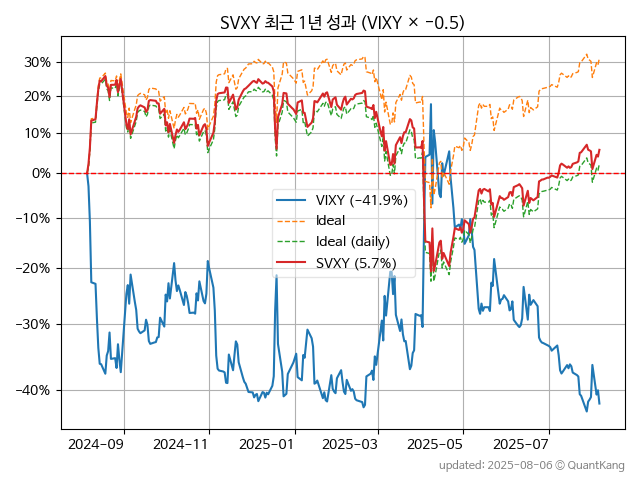 SVXY 최근 1년 성과 (VIXY × −0.5)
30%
20%
10%
0%
−10%
−20%
−30%
−40%
VIXY (−41.9%)
Ideal
Ideal (daily)
SVXY (5.7%)
2024-09
2024-11
2025-01
2025-03
2025-05
2025-07
updated: 2025-08-06 © QuantKang